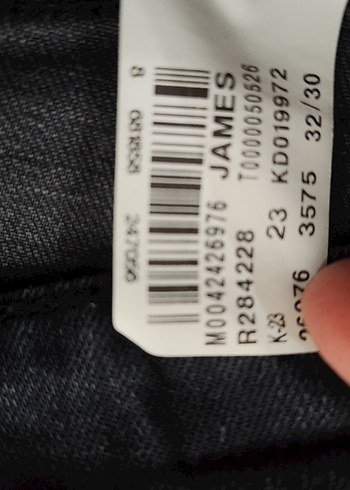 M0042426976 JAMES
R284228 T0000050526
K-23 23 KD019972
3575 32/30